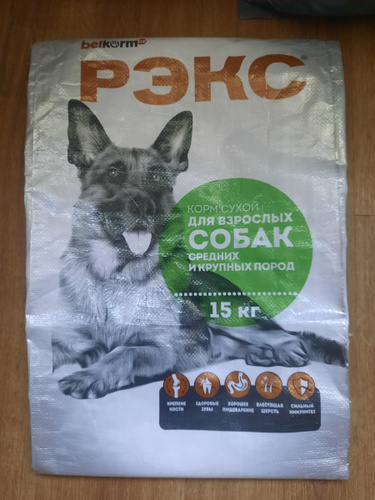 belkorm
РЭКС®
КОРМ СУХОЙ
ДЛЯ ВЗРОСЛЫХ
СОБАК
СРЕДНИХ
И КРУПНЫХ ПОРОД
15 кг
КРЕПКИЕ КОСТИ
ЗДОРОВЫЕ ЗУБЫ
ХОРОШЕЕ ПИЩЕВАРЕНИЕ
БЛЕСТЯЩАЯ ШЕРСТЬ
СИЛЬНЫЙ ИММУНИТЕТ